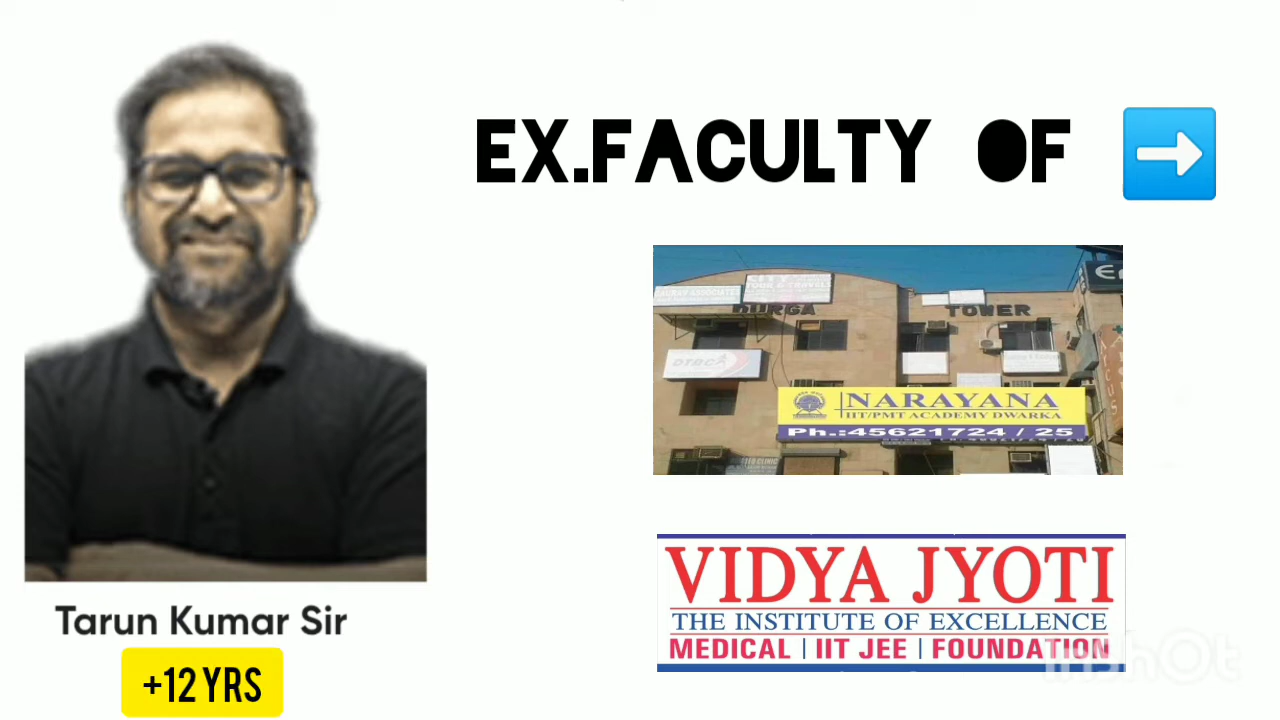 EX.FACULTY OF
DURGA TOWER
NARAYANA
IIT/PMT ACADEMY DWARKA
Ph.:45621724 / 25
VIDYA JYOTI
THE INSTITUTE OF EXCELLENCE
MEDICAL | IIT JEE | FOUNDATION
InShOt
Tarun Kumar Sir
+12 YRS